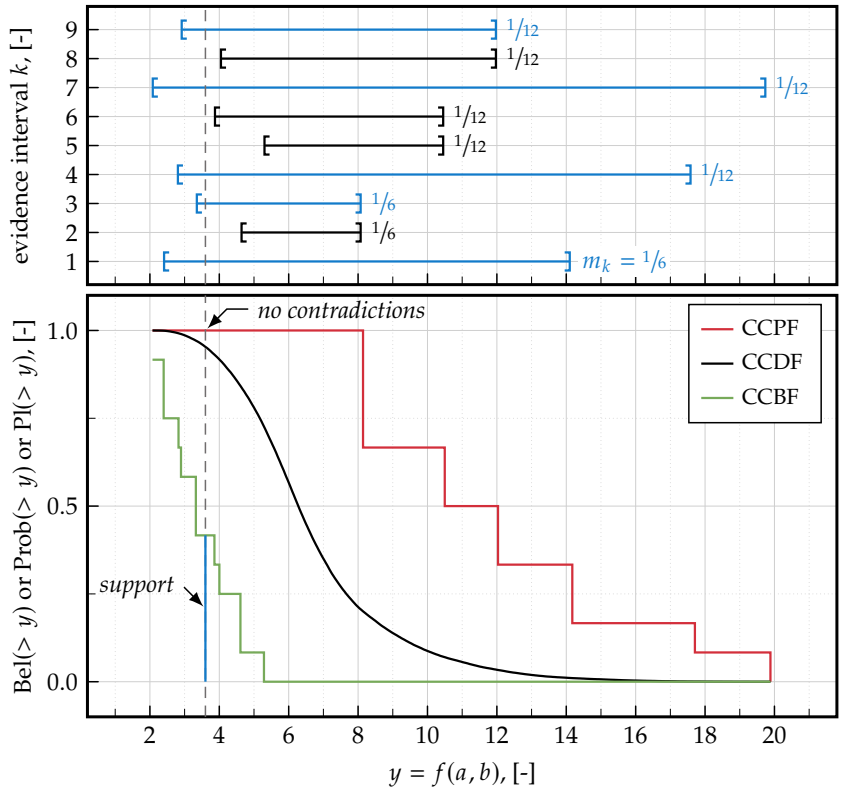 evidence interval k, [-]
9
1/12
8
1/12
7
1/12
6
1/12
5
1/12
4
1/12
3
1/6
2
1/6
1
m_k = 1/6
Bel(> y) or Prob(> y) or Pl(> y), [-]
no contradictions
1.0
0.5
0.0
support
CCPF
CCDF
CCBF
2 4 6 8 10 12 14 16 18 20
y = f(a, b), [-]